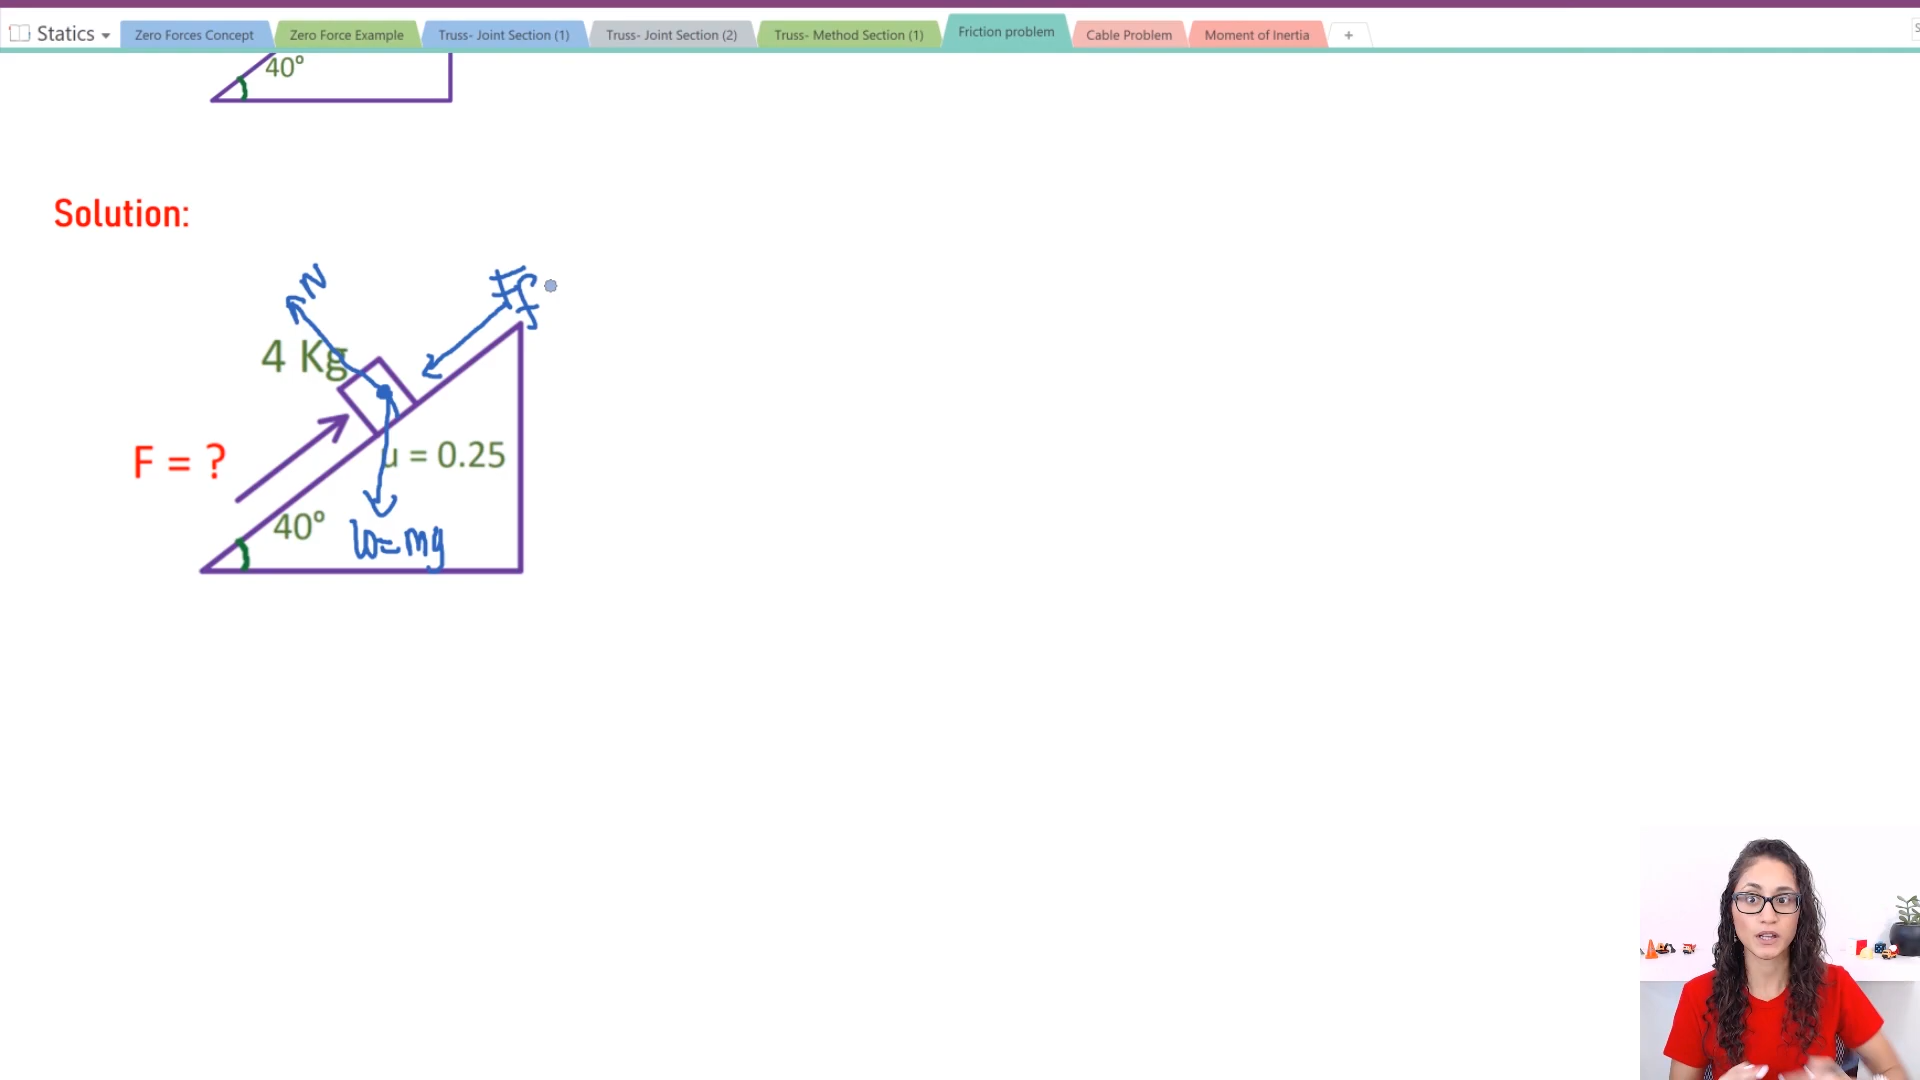 Statics
Zero Forces Concept
Zero Force Example
Truss- Joint Section (1)
Truss- Joint Section (2)
Truss- Method Section (1)
Friction problem
Cable Problem
Moment of Inertia
+
S
40°
Solution:
N
Ff
4 Kg
F = ?
u = 0.25
40°
W=mg